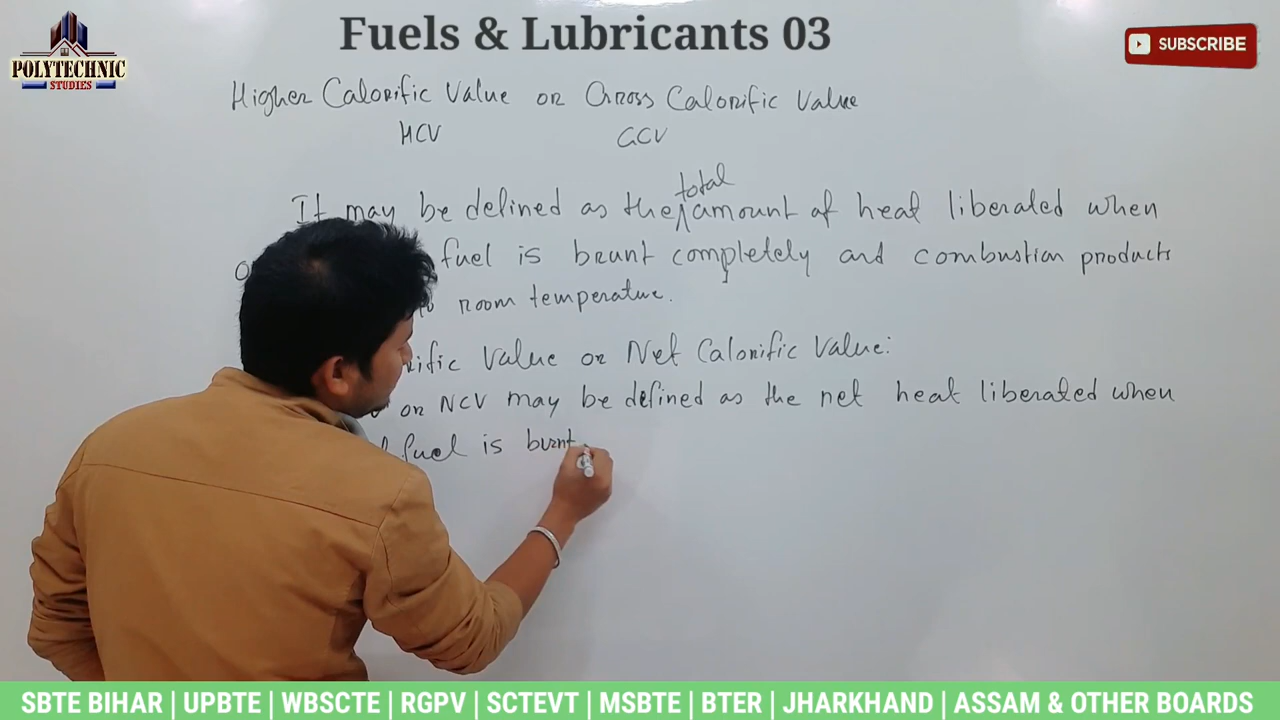 Fuels & Lubricants 03
POLYTECHNIC
STUDIES
SUBSCRIBE
Higher Calorific Value or Gross Calorific Value
HCV GCV
total
It may be defined as the amount of heat liberated when
fuel is brunt completely and combustion products
room temperature.
Value or Net Calorific Value:
or NCV may be defined as the net heat liberated when
fuel is burnt
SBTE BIHAR | UPBTE | WBSCTE | RGPV | SCTEVT | MSBTE | BTER | JHARKHAND | ASSAM & OTHER BOARDS